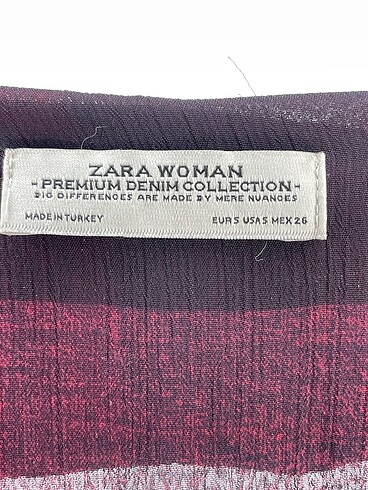 ZARA WOMAN
-PREMIUM DENIM COLLECTION-
BIG DIFFERENCES ARE MADE BY MERE NUANCES
MADE IN TURKEY EUR S USA S MEX 26